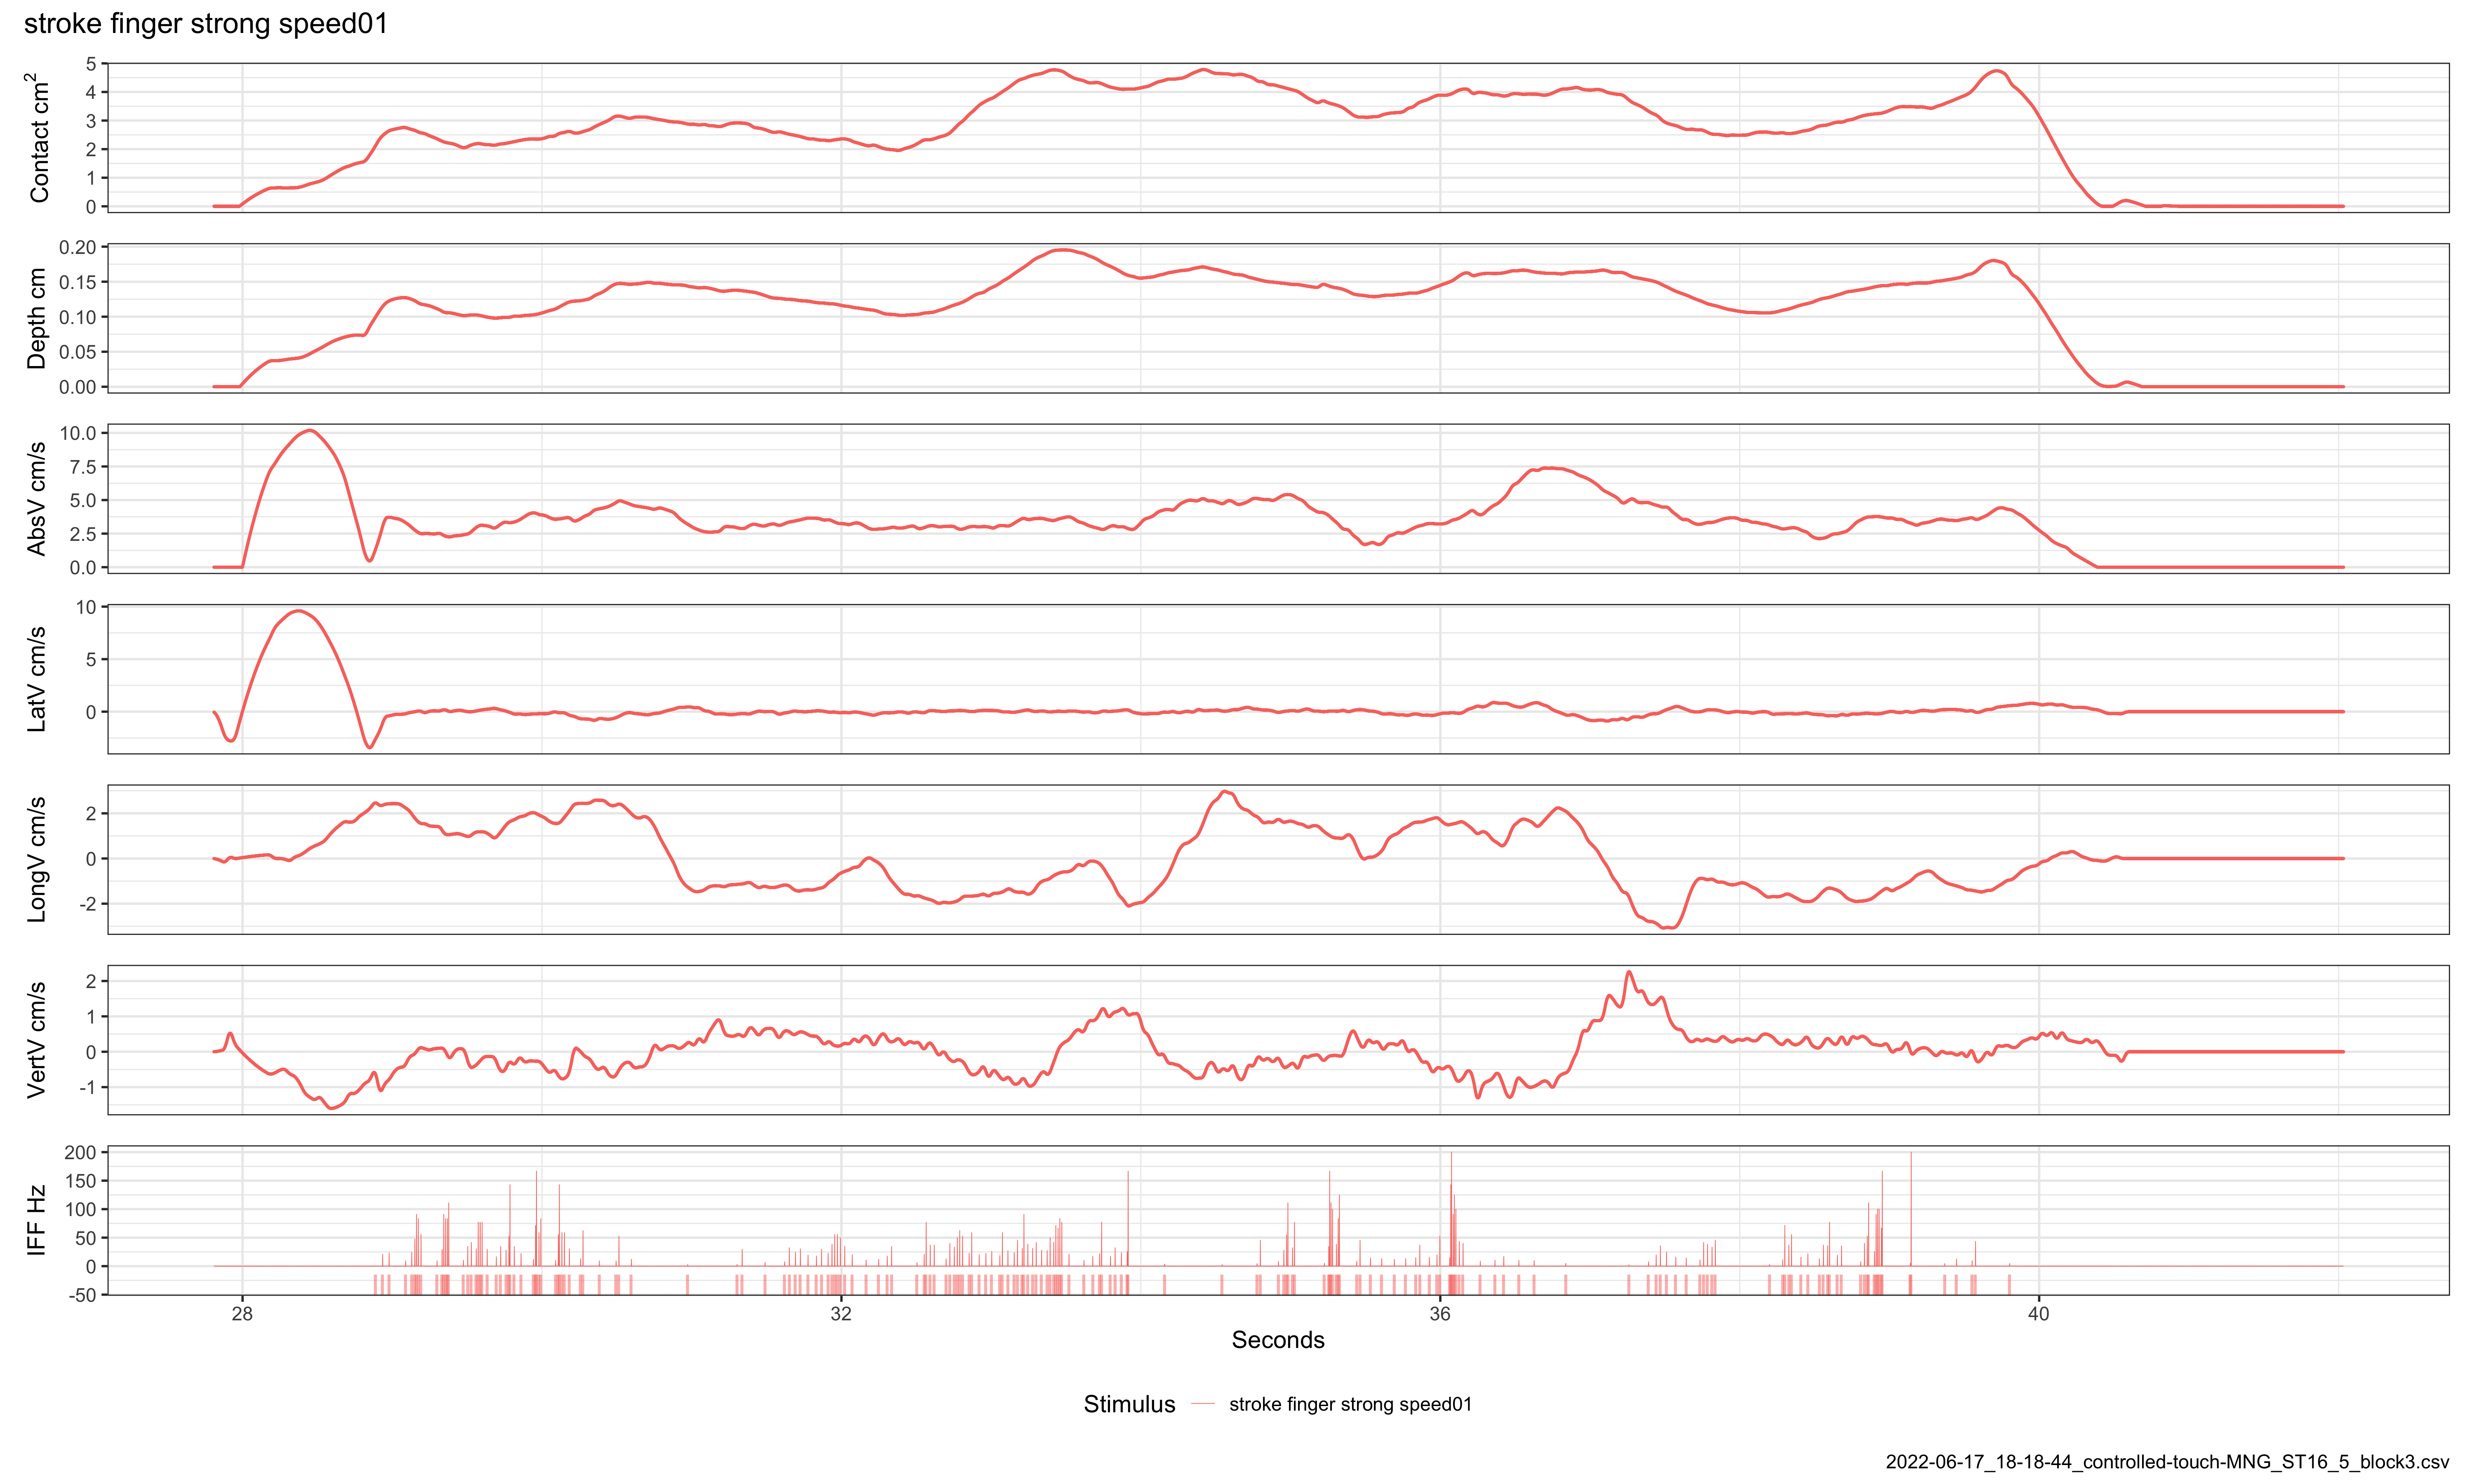 stroke finger strong speed01
Contact cm²
5
4
3
2
1
0
Depth cm
0.20
0.15
0.10
0.05
0.00
AbsV cm/s
10.0
7.5
5.0
2.5
0.0
LatV cm/s
10
5
0
LongV cm/s
2
0
-2
VertV cm/s
2
1
0
-1
IFF Hz
200
150
100
50
0
-50
28 32 36 40
Seconds
Stimulus stroke finger strong speed01
2022-06-17_18-18-44_controlled-touch-MNG_ST16_5_block3.csv